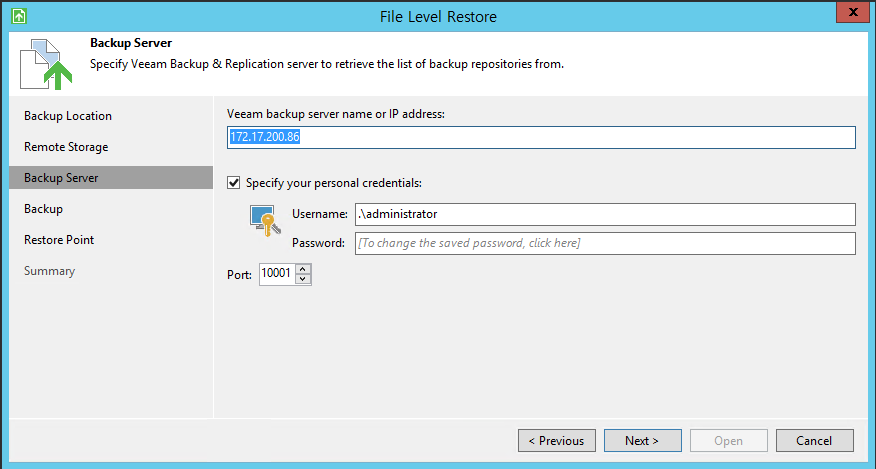 File Level Restore
x
Backup Server
Specify Veeam Backup & Replication server to retrieve the list of backup repositories from.
Backup Location
Remote Storage
Backup Server
Backup
Restore Point
Summary
Veeam backup server name or IP address:
172.17.200.86
Specify your personal credentials:
Username: .\administrator
Password: [To change the saved password, click here]
Port: 10001
< Previous Next > Open Cancel